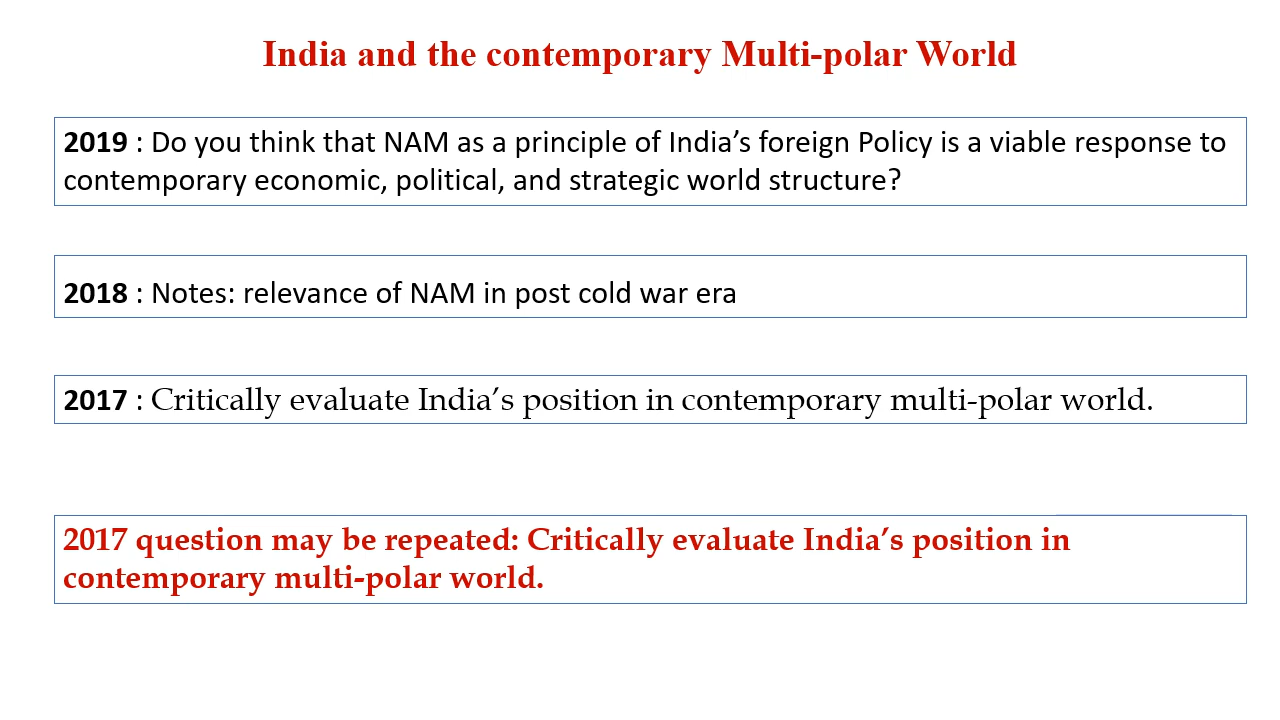 India and the contemporary Multi-polar World
2019 : Do you think that NAM as a principle of India’s foreign Policy is a viable response to
contemporary economic, political, and strategic world structure?
2018 : Notes: relevance of NAM in post cold war era
2017 : Critically evaluate India’s position in contemporary multi-polar world.
2017 question may be repeated: Critically evaluate India’s position in
contemporary multi-polar world.